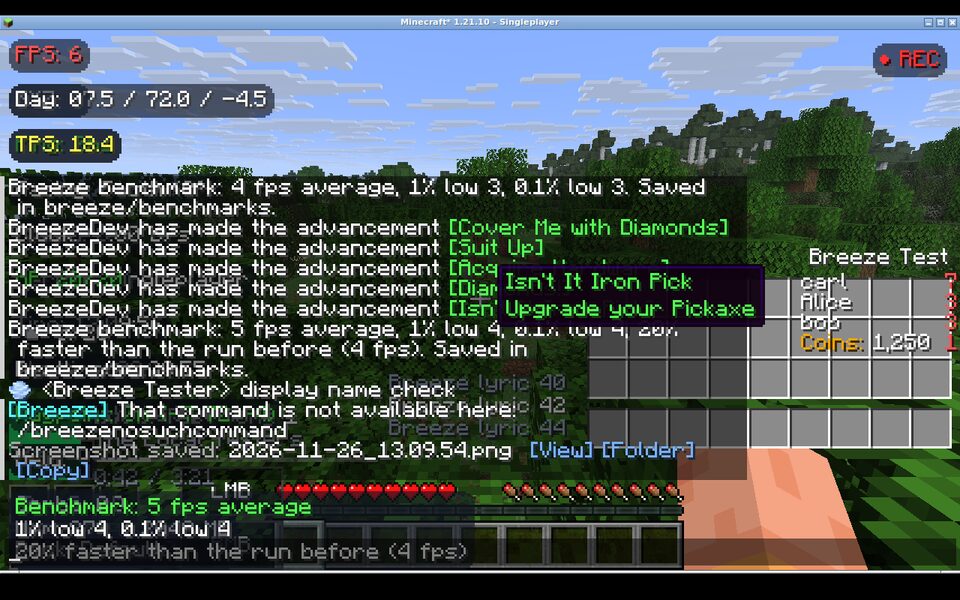 Minecraft* 1.21.10 - Singleplayer
FPS: 6
REC
Day: 07.5 / 72.0 / -4.5
TPS: 18.4
Breeze benchmark: 4 fps average, 1% low 3, 0.1% low 3. Saved
in breeze/benchmarks.
BreezeDev has made the advancement [Cover Me with Diamonds]
BreezeDev has made the advancement [Suit Up]
BreezeDev has made the advancement
BreezeDev has made the advancement
BreezeDev has made the advancement
Isn't It Iron Pick
Upgrade your Pickaxe
Breeze benchmark: 5 fps average, 1% low 4, 0.1% low 4, 20%
faster than the run before (4 fps). Saved in
breeze/benchmarks.
<Breeze Tester> display name check
[Breeze] That command is not available here:
/breezenosuchcommand
Screenshot saved: 2026-11-26_13.09.54.png [View] [Folder]
[Copy]
Breeze Test
carl 7
Alice 3
bob 3
Coins: 1,250 1
Breeze lyric 40
Breeze lyric 42
Breeze lyric 44
0:42 / 3:21
LMB
Benchmark: 5 fps average
1% low 4, 0.1% low 4
20% faster than the run before (4 fps)